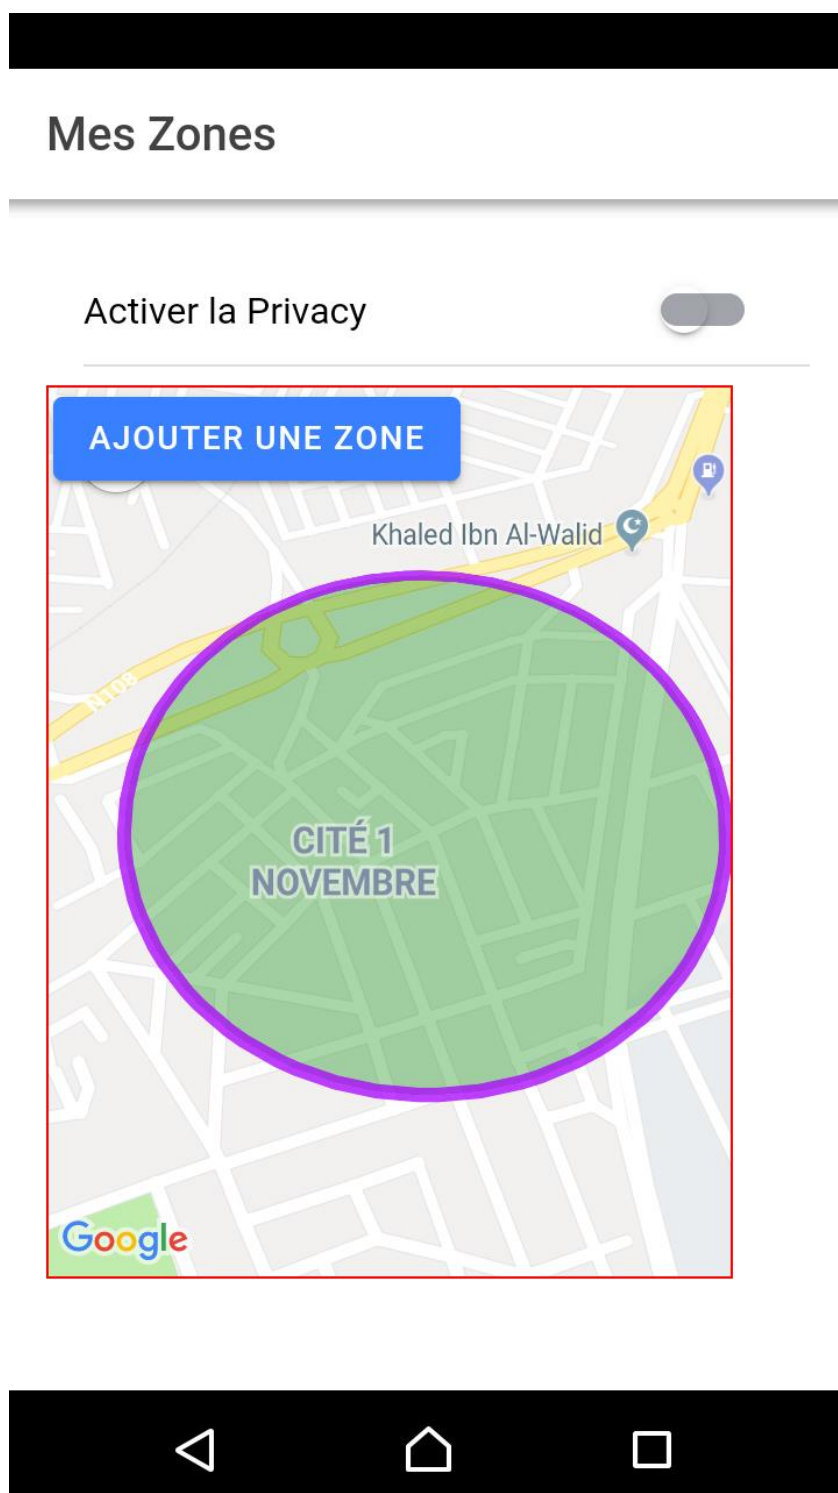 Mes Zones
Activer la Privacy
AJOUTER UNE ZONE
Khaled Ibn Al-Walid
N108
CITÉ 1
NOVEMBRE
Google